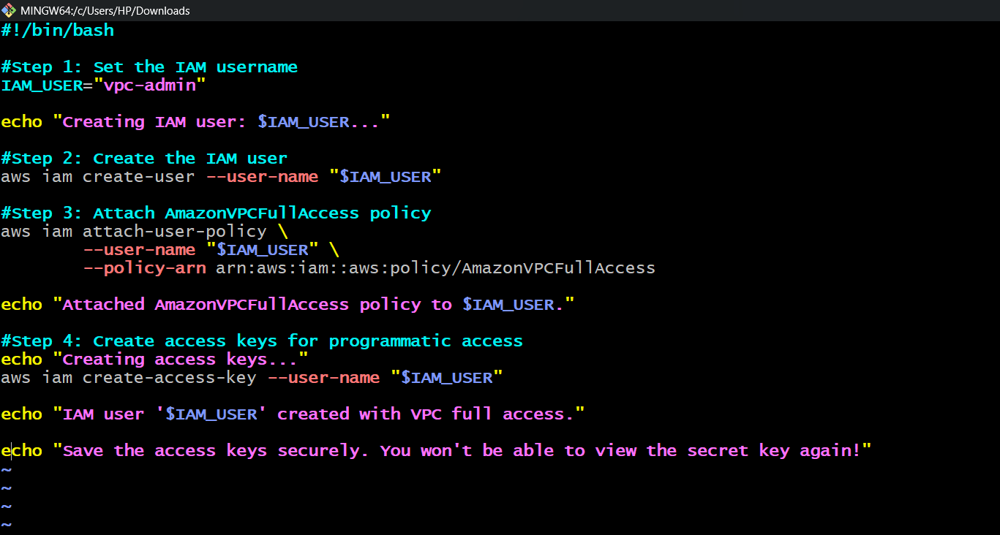 MINGW64:/c/Users/HP/Downloads
#!/bin/bash
#Step 1: Set the IAM username
IAM_USER="vpc-admin"
echo "Creating IAM user: $IAM_USER..."
#Step 2: Create the IAM user
aws iam create-user --user-name "$IAM_USER"
#Step 3: Attach AmazonVPCFullAccess policy
aws iam attach-user-policy \
--user-name "$IAM_USER" \
--policy-arn arn:aws:iam::aws:policy/AmazonVPCFullAccess
echo "Attached AmazonVPCFullAccess policy to $IAM_USER."
#Step 4: Create access keys for programmatic access
echo "Creating access keys..."
aws iam create-access-key --user-name "$IAM_USER"
echo "IAM user '$IAM_USER' created with VPC full access."
echo "Save the access keys securely. You won't be able to view the secret key again!"
~
~
~
~